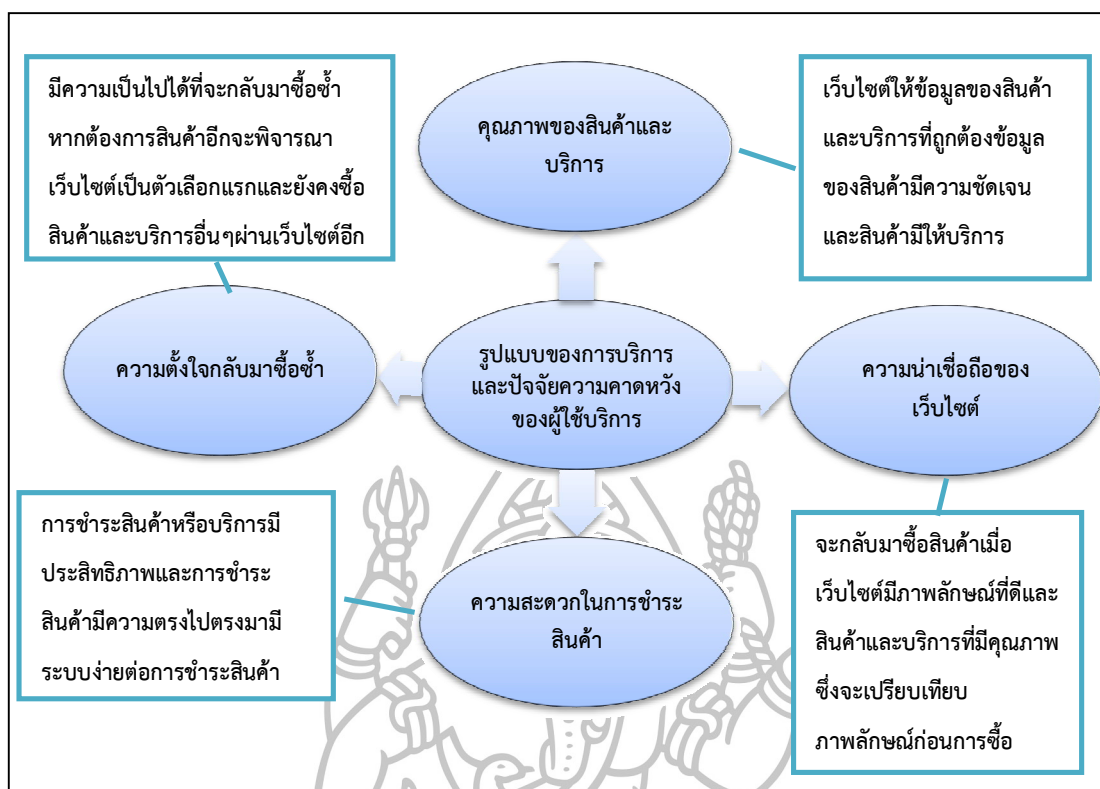 มีความเป็นไปได้ที่จะกลับมาซื้อซ้ำ
หากต้องการสินค้าอีกจะพิจารณา
เว็บไซต์เป็นตัวเลือกแรกและยังคงซื้อ
สินค้าและบริการอื่นๆผ่านเว็บไซต์อีก
คุณภาพของสินค้าและ
บริการ
เว็บไซต์ให้ข้อมูลของสินค้า
และบริการที่ถูกต้องข้อมูล
ของสินค้ามีความชัดเจน
และสินค้ามีให้บริการ
ความตั้งใจกลับมาซื้อซ้ำ
รูปแบบของการบริการ
และปัจจัยความคาดหวัง
ของผู้ใช้บริการ
ความน่าเชื่อถือของ
เว็บไซต์
การชำระสินค้าหรือบริการมี
ประสิทธิภาพและการชำระ
สินค้ามีความตรงไปตรงมามี
ระบบง่ายต่อการชำระสินค้า
ความสะดวกในการชำระ
สินค้า
จะกลับมาซื้อสินค้าเมื่อ
เว็บไซต์มีภาพลักษณ์ที่ดีและ
สินค้าและบริการที่มีคุณภาพ
ซึ่งจะเปรียบเทียบ
ภาพลักษณ์ก่อนการซื้อ